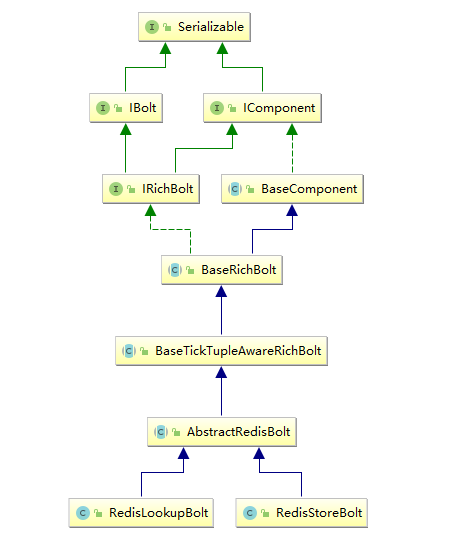 I Serializable
I IBolt
I IComponent
I IRichBolt
C BaseComponent
C BaseRichBolt
C BaseTickTupleAwareRichBolt
C AbstractRedisBolt
C RedisLookupBolt
C RedisStoreBolt